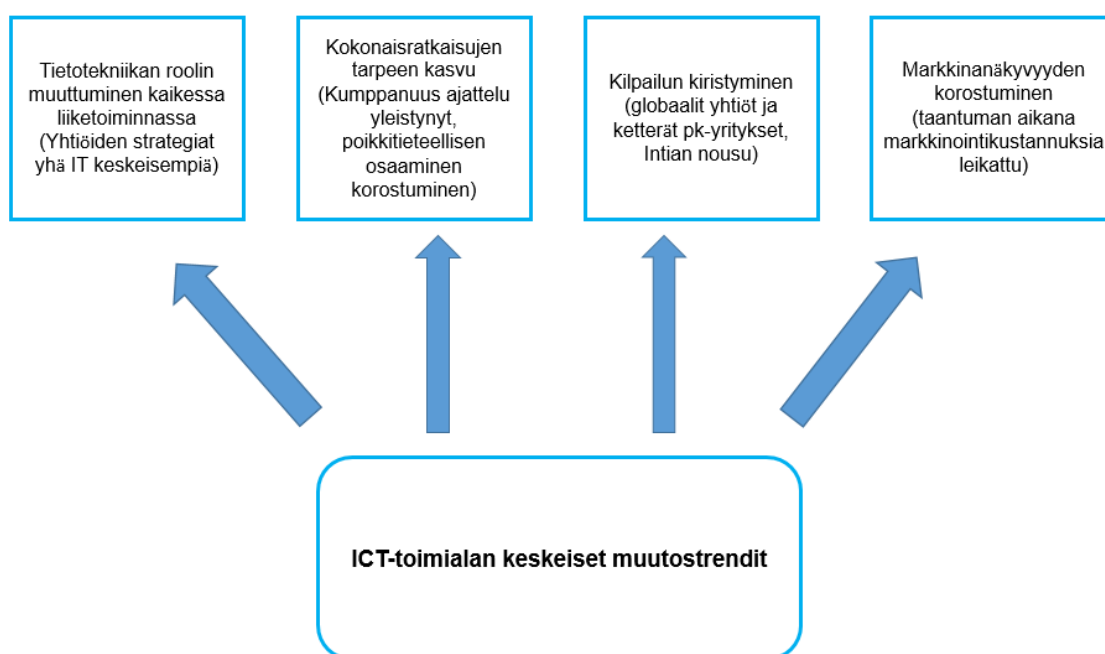 Tietotekniikan roolin
muuttuminen kaikessa
liiketoiminnassa
(Yhtiöiden strategiat
yhä IT keskeisempiä)
Kokonaisratkaisujen
tarpeen kasvu
(Kumppanuus ajattelu
yleistynyt,
poikkitieteellisen
osaaminen
korostuminen)
Kilpailun kiristyminen
(globaalit yhtiöt ja
ketterät pk-yritykset,
Intian nousu)
Markkinanäkyvyyden
korostuminen
(taantuman aikana
markkinointikustannuksia
leikattu)
ICT-toimialan keskeiset muutostrendit